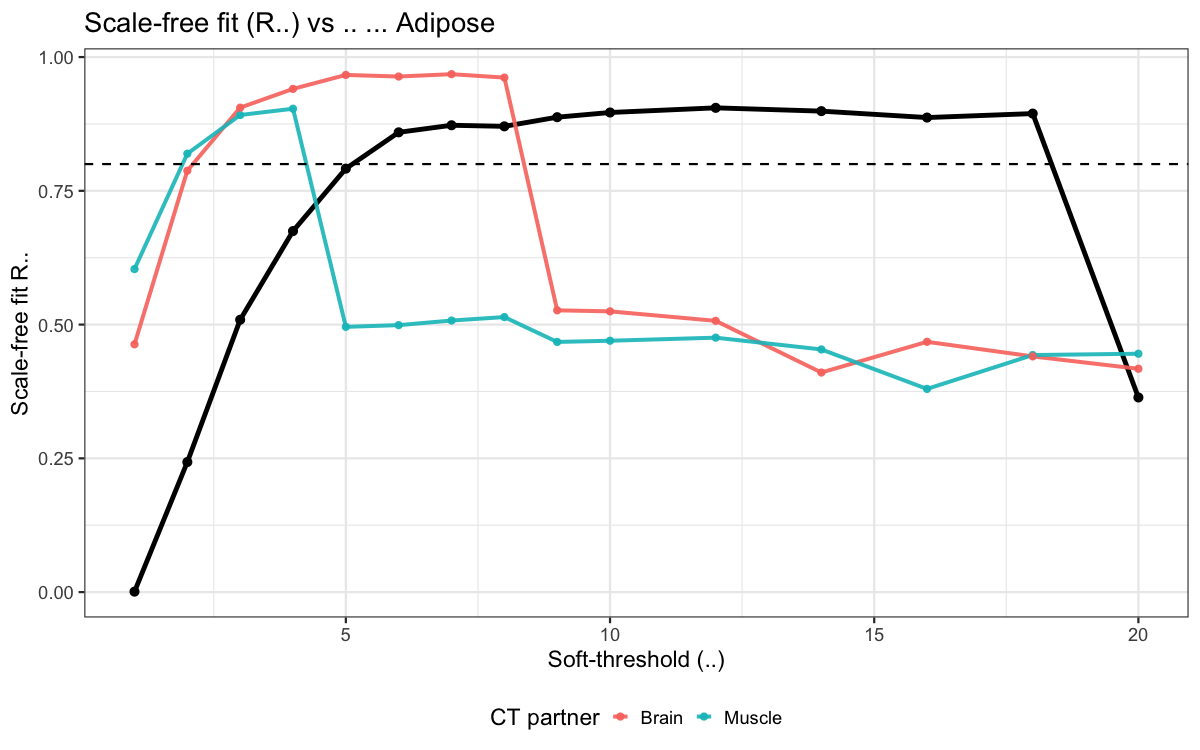 Scale-free fit (R..) vs .. ... Adipose
1.00
0.75
0.50
0.25
0.00
Scale-free fit R..
5 10 15 20
Soft-threshold (..)
CT partner Brain Muscle